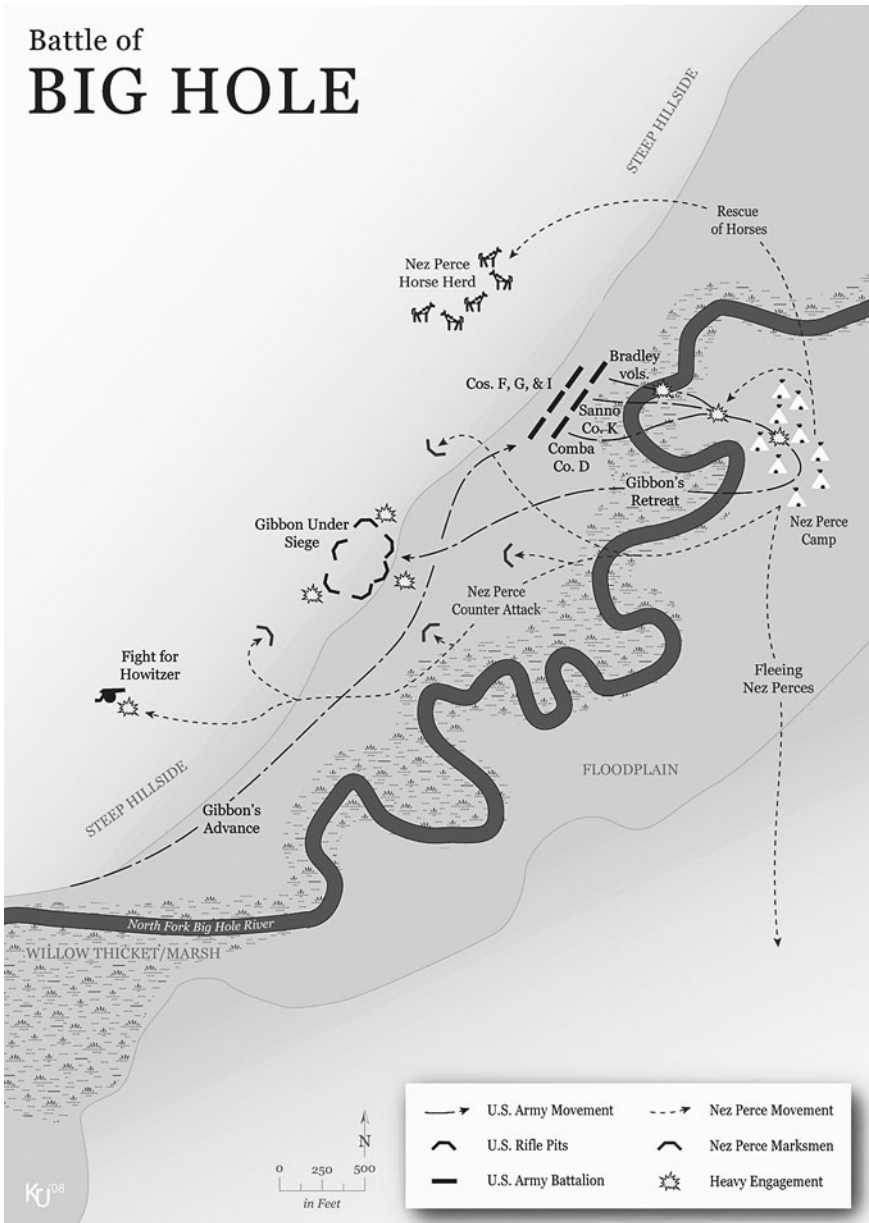 Battle of
BIG HOLE
STEEP HILLSIDE
Rescue
of Horses
Nez Perce
Horse Herd
Bradley
vols.
Cos. F, G, & I
Sanno
Co. K
Comba
Co. D
Gibbon's
Retreat
Nez Perce
Camp
Gibbon Under
Siege
Nez Perce
Counter Attack
Fight for
Howitzer
Fleeing
Nez Perces
FLOODPLAIN
STEEP HILLSIDE
Gibbon's
Advance
North Fork Big Hole River
WILLOW THICKET/MARSH
U.S. Army Movement
Nez Perce Movement
U.S. Rifle Pits
Nez Perce Marksmen
U.S. Army Battalion
Heavy Engagement
N
0 250 500
in Feet
KU '08